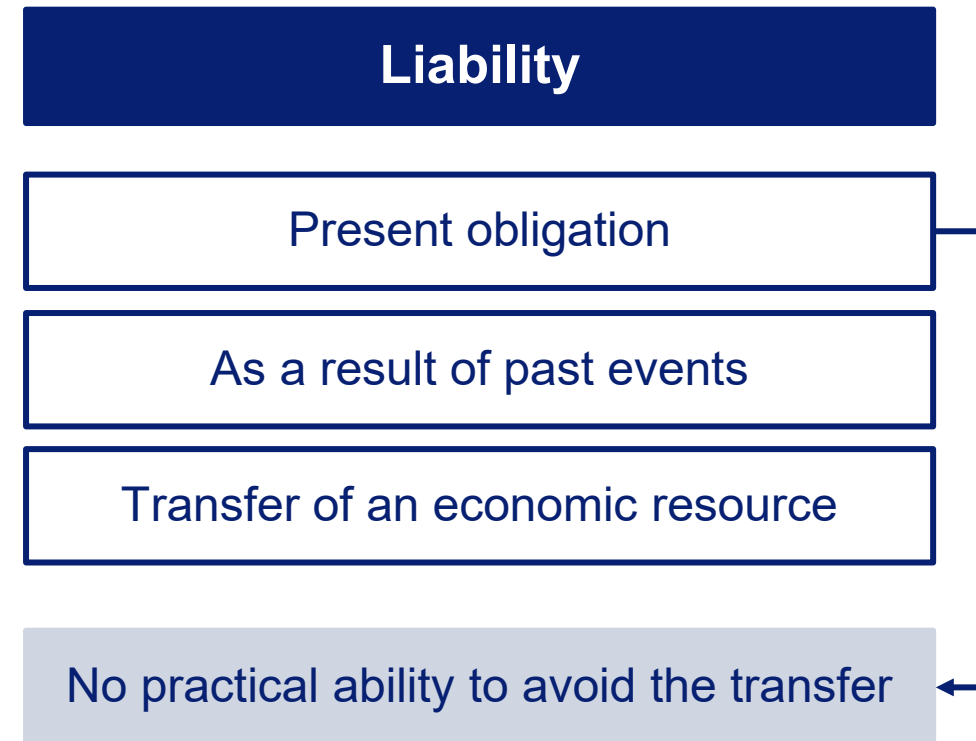 Liability
Present obligation
As a result of past events
Transfer of an economic resource
No practical ability to avoid the transfer